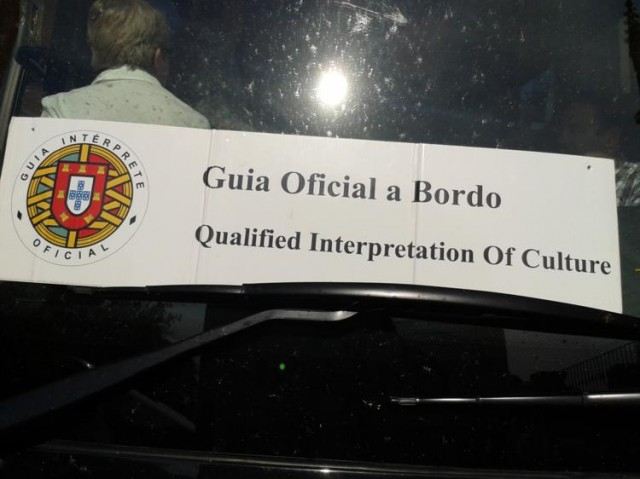 GUIA INTÉRPRETE
OFICIAL
Guia Oficial a Bordo
Qualified Interpretation Of Culture